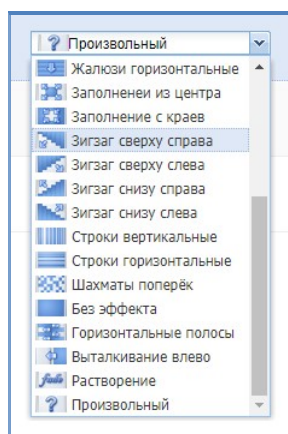 Произвольный
Жалюзи горизонтальные
Заполненеи из центра
Заполнение с краев
Зигзаг сверху справа
Зигзаг сверху слева
Зигзаг снизу справа
Зигзаг снизу слева
Строки вертикальные
Строки горизонтальные
Шахматы поперёк
Без эффекта
Горизонтальные полосы
Выталкивание влево
fade Растворение
Произвольный